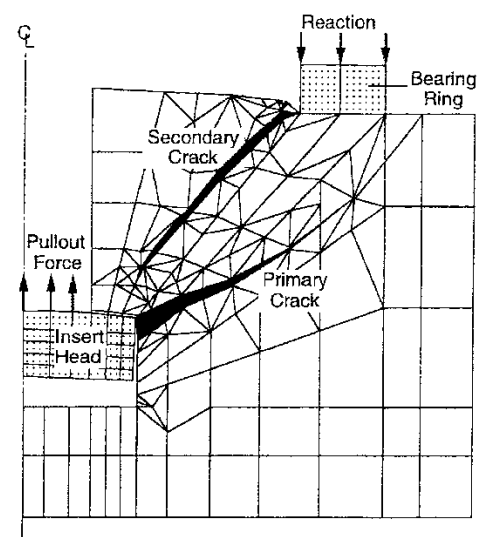 Reaction
℄
Bearing
Ring
Secondary
Crack
Pullout
Force
Primary
Crack
Insert
Head